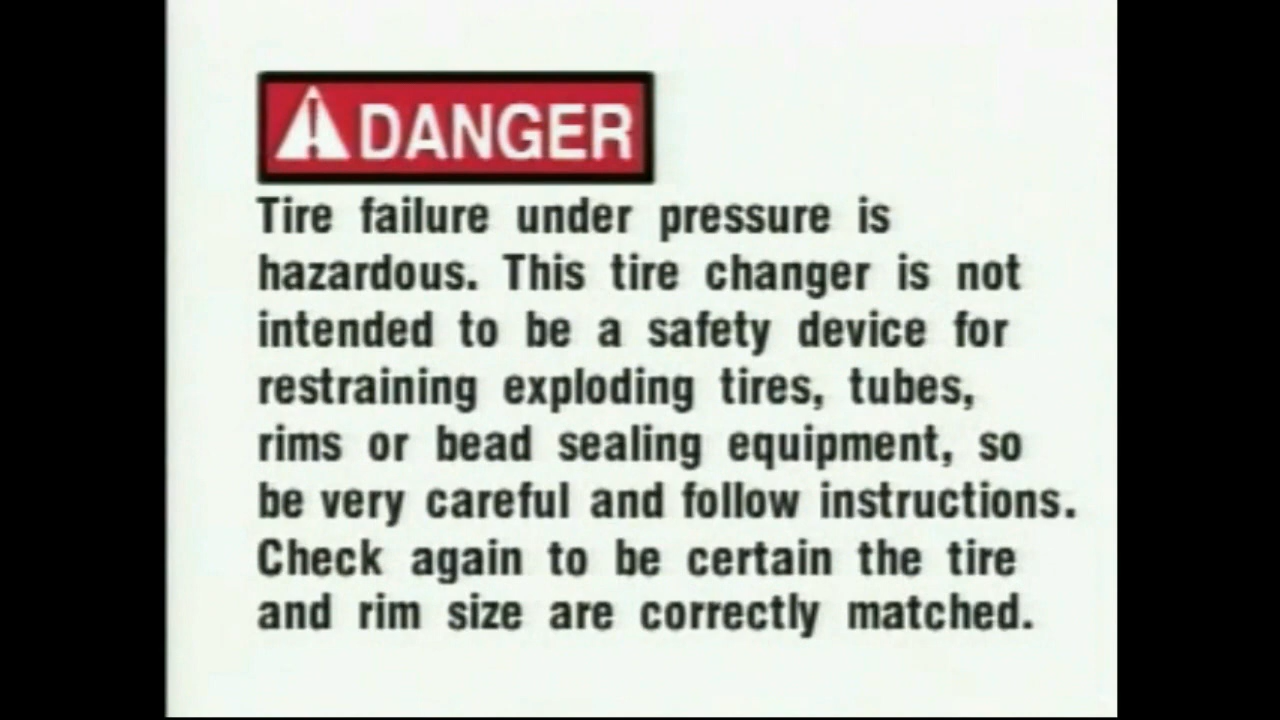 DANGER
Tire failure under pressure is
hazardous. This tire changer is not
intended to be a safety device for
restraining exploding tires, tubes,
rims or bead sealing equipment, so
be very careful and follow instructions.
Check again to be certain the tire
and rim size are correctly matched.